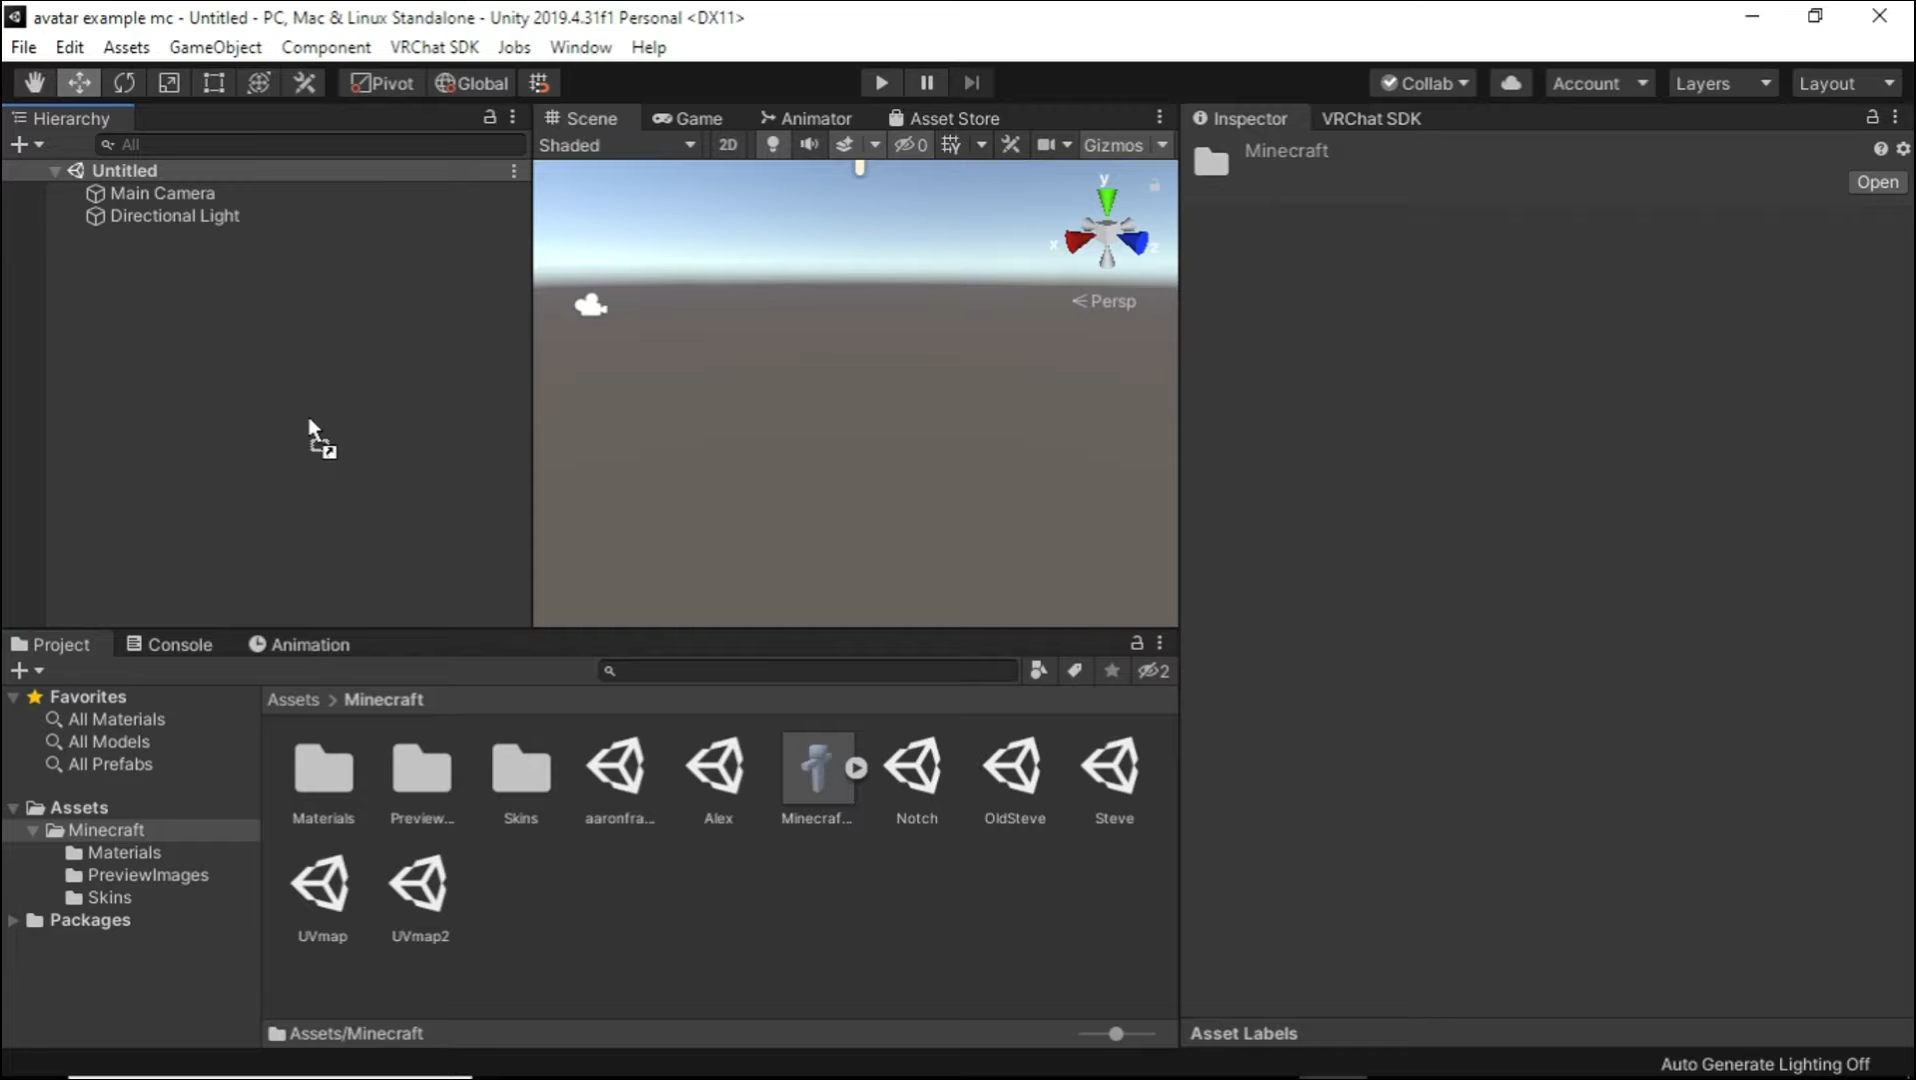 avatar example mc - Untitled - PC, Mac & Linux Standalone - Unity 2019.4.31f1 Personal <DX11>
File Edit Assets GameObject Component VRChat SDK Jobs Window Help
Pivot Global Collab Account Layers Layout
Hierarchy
All
Untitled
Main Camera
Directional Light
Scene Game Animator Asset Store
Shaded 2D 0 Gizmos
y
x z
Persp
Inspector VRChat SDK
Minecraft
Open
Project Console Animation
2
Favorites
All Materials
All Models
All Prefabs
Assets
Minecraft
Materials
PreviewImages
Skins
Packages
Assets > Minecraft
Materials Preview... Skins aaronfra... Alex Minecraf... Notch OldSteve Steve
UVmap UVmap2
Assets/Minecraft
Asset Labels
Auto Generate Lighting Off